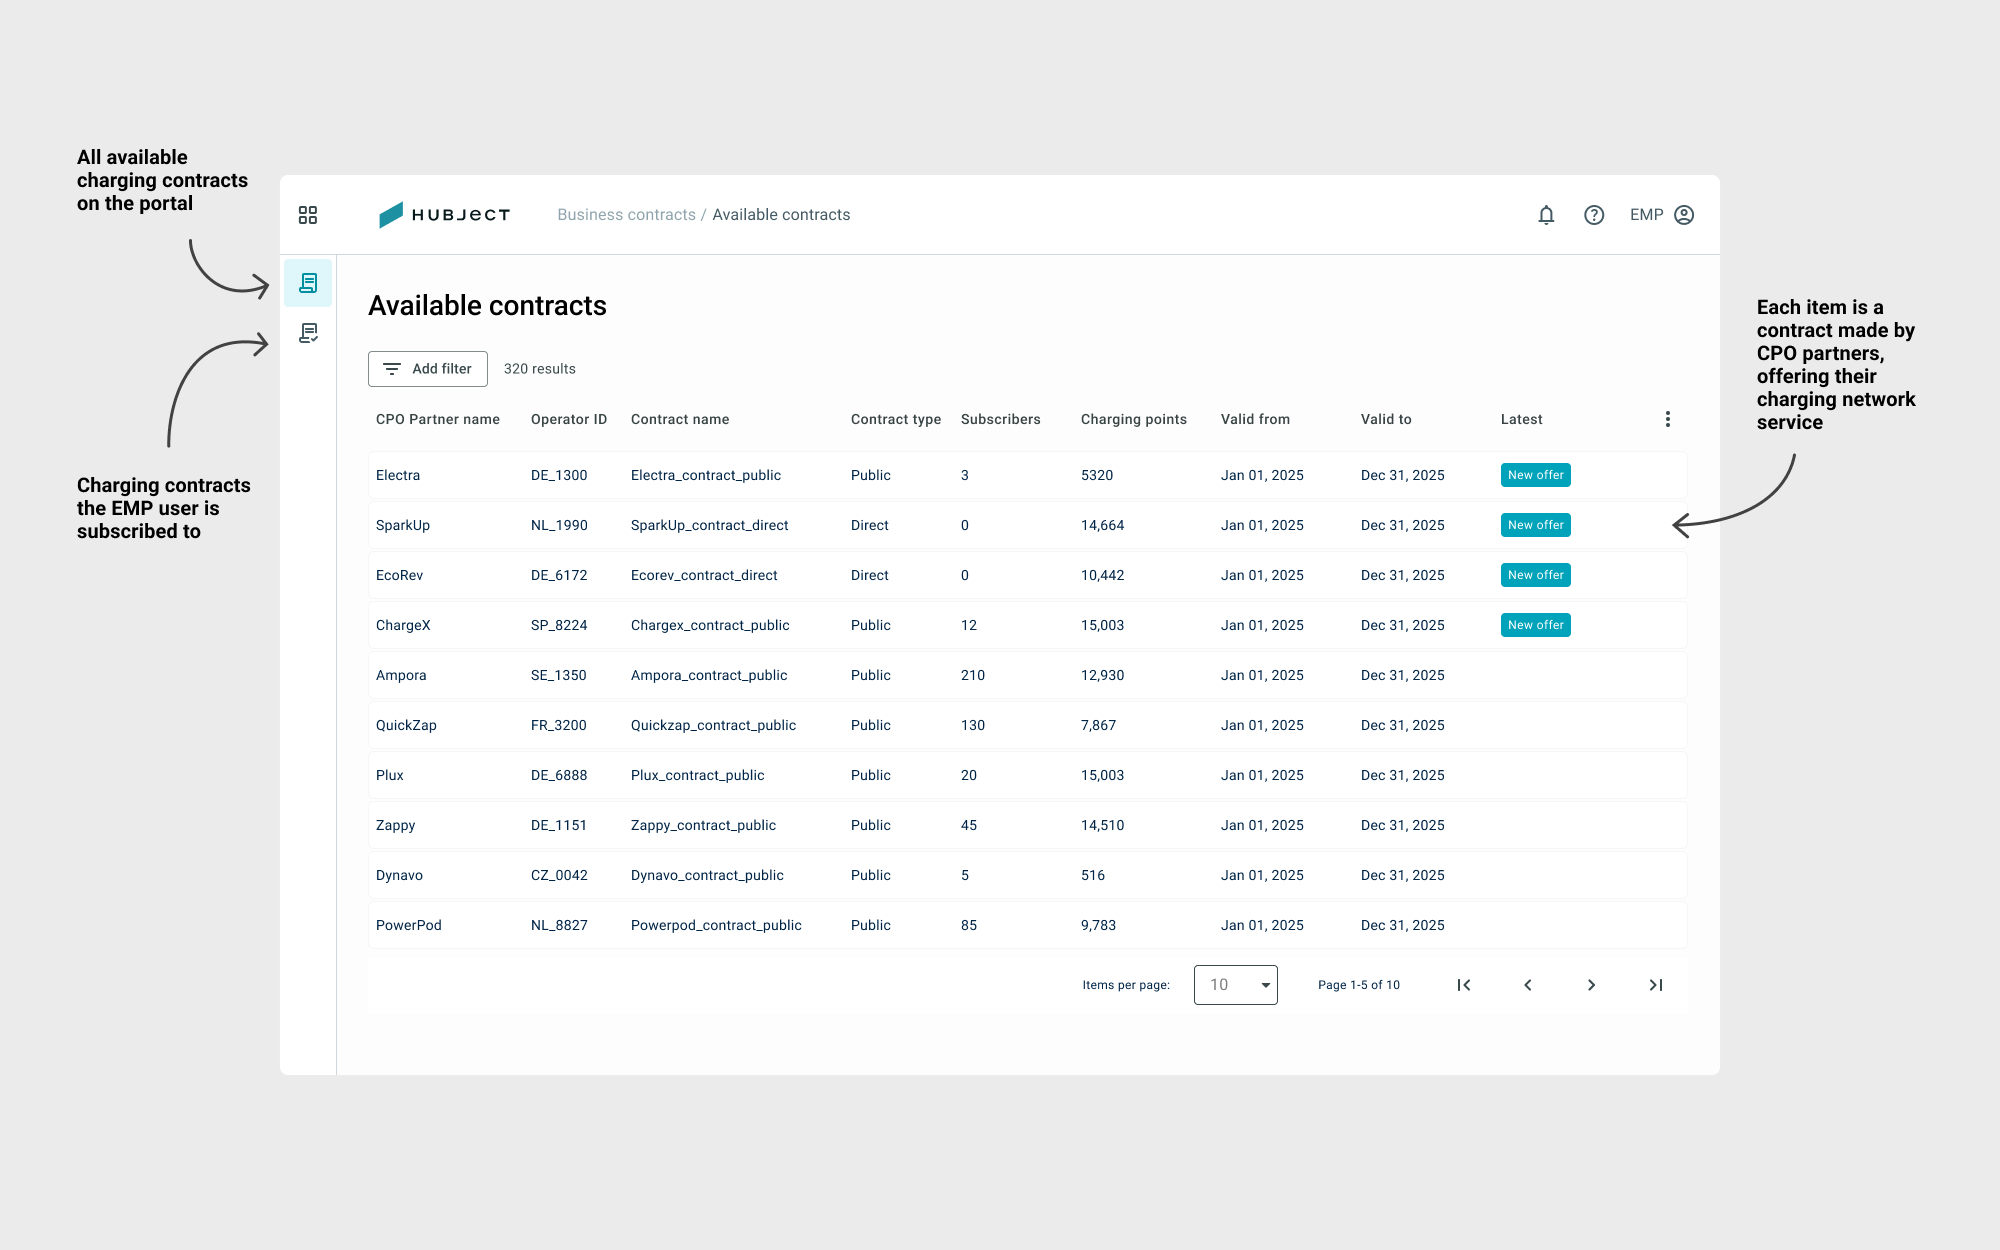 All available
charging contracts
on the portal
Charging contracts
the EMP user is
subscribed to
HUBJECT
Business contracts / Available contracts
EMP
Available contracts
Add filter
320 results
CPO Partner name Operator ID Contract name Contract type Subscribers Charging points Valid from Valid to Latest
Electra DE_1300 Electra_contract_public Public 3 5320 Jan 01, 2025 Dec 31, 2025 New offer
SparkUp NL_1990 SparkUp_contract_direct Direct 0 14,664 Jan 01, 2025 Dec 31, 2025 New offer
EcoRev DE_6172 Ecorev_contract_direct Direct 0 10,442 Jan 01, 2025 Dec 31, 2025 New offer
ChargeX SP_8224 Chargex_contract_public Public 12 15,003 Jan 01, 2025 Dec 31, 2025 New offer
Ampora SE_1350 Ampora_contract_public Public 210 12,930 Jan 01, 2025 Dec 31, 2025
QuickZap FR_3200 Quickzap_contract_public Public 130 7,867 Jan 01, 2025 Dec 31, 2025
Plux DE_6888 Plux_contract_public Public 20 15,003 Jan 01, 2025 Dec 31, 2025
Zappy DE_1151 Zappy_contract_public Public 45 14,510 Jan 01, 2025 Dec 31, 2025
Dynavo CZ_0042 Dynavo_contract_public Public 5 516 Jan 01, 2025 Dec 31, 2025
PowerPod NL_8827 Powerpod_contract_public Public 85 9,783 Jan 01, 2025 Dec 31, 2025
Items per page: 10 Page 1-5 of 10
Each item is a
contract made by
CPO partners,
offering their
charging network
service